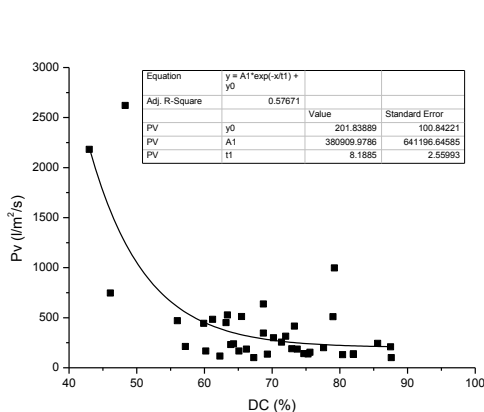 3000
2500
2000
1500
1000
500
0
Pv (l/m²/s)
40 50 60 70 80 90 100
DC (%)
Equation y = A1*exp(-x/t1) +
y0
Adj. R-Square 0.57671
Value Standard Error
PV y0 201.83889 100.84221
PV A1 380909.9786 641196.64585
PV t1 8.1885 2.55993